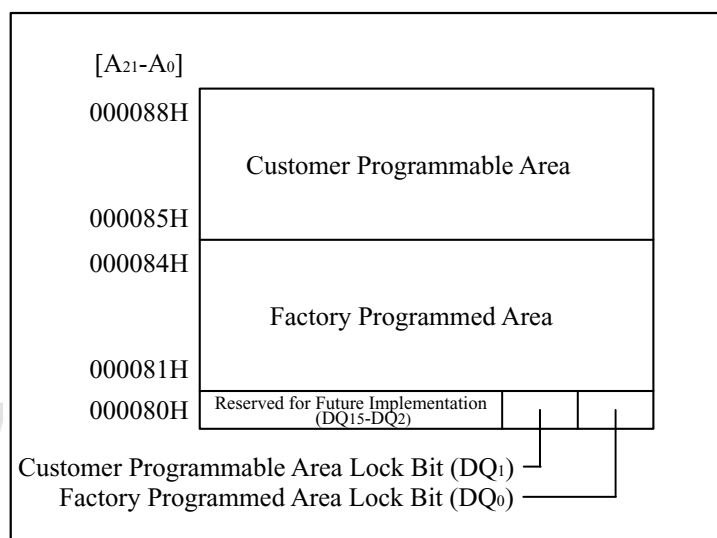 [A21-A0]
000088H
Customer Programmable Area
000085H
000084H
Factory Programmed Area
000081H
000080H
Reserved for Future Implementation
(DQ15-DQ2)
Customer Programmable Area Lock Bit (DQ1)
Factory Programmed Area Lock Bit (DQ0)